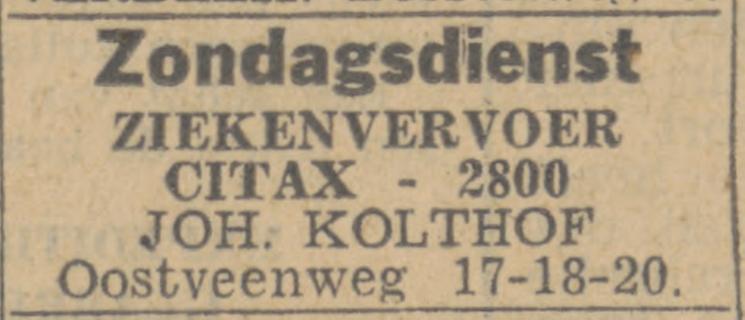 Zondagsdienst
ZIEKENVERVOER
CITAX - 2800
JOH. KOLTHOF
Oostveenweg 17-18-20.